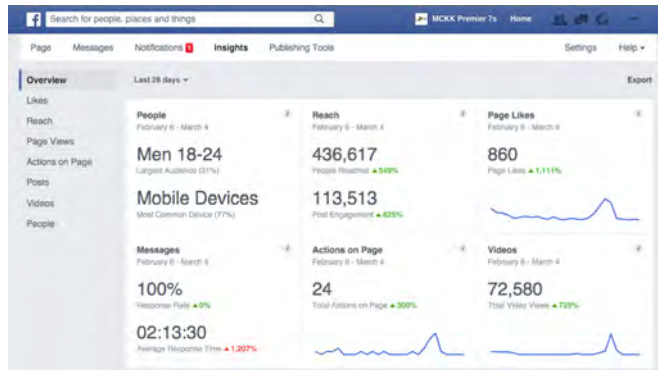 Search for people, places and things
MCKK Premier 7s Home
Page Messages Notifications 1 Insights Publishing Tools Settings Help
Overview
Likes
Reach
Page Views
Actions on Page
Posts
Videos
People
Last 28 days
Export
People
February 6 - March 4
Men 18-24
Largest Audience (31%)
Mobile Devices
Most Common Device (77%)
Reach
February 6 - March 4
436,617
People Reached 549%
113,513
Post Engagement 825%
Page Likes
February 6 - March
860
Page Likes 1,111%
Messages
February 6 - March
100%
Response Rate 0%
02:13:30
Average Response Time 1,207%
Actions on Page
February 6 - March 4
24
Total Actions on Page 300%
Videos
February 6 - March 4
72,580
Total Video Views 725%